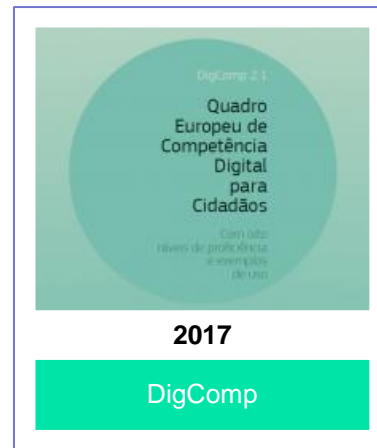 DigComp 2.1
Quadro
Europeu de
Competência
Digital
para
Cidadãos
Com oito
níveis de proficiência
e exemplos
de uso
2017
DigComp